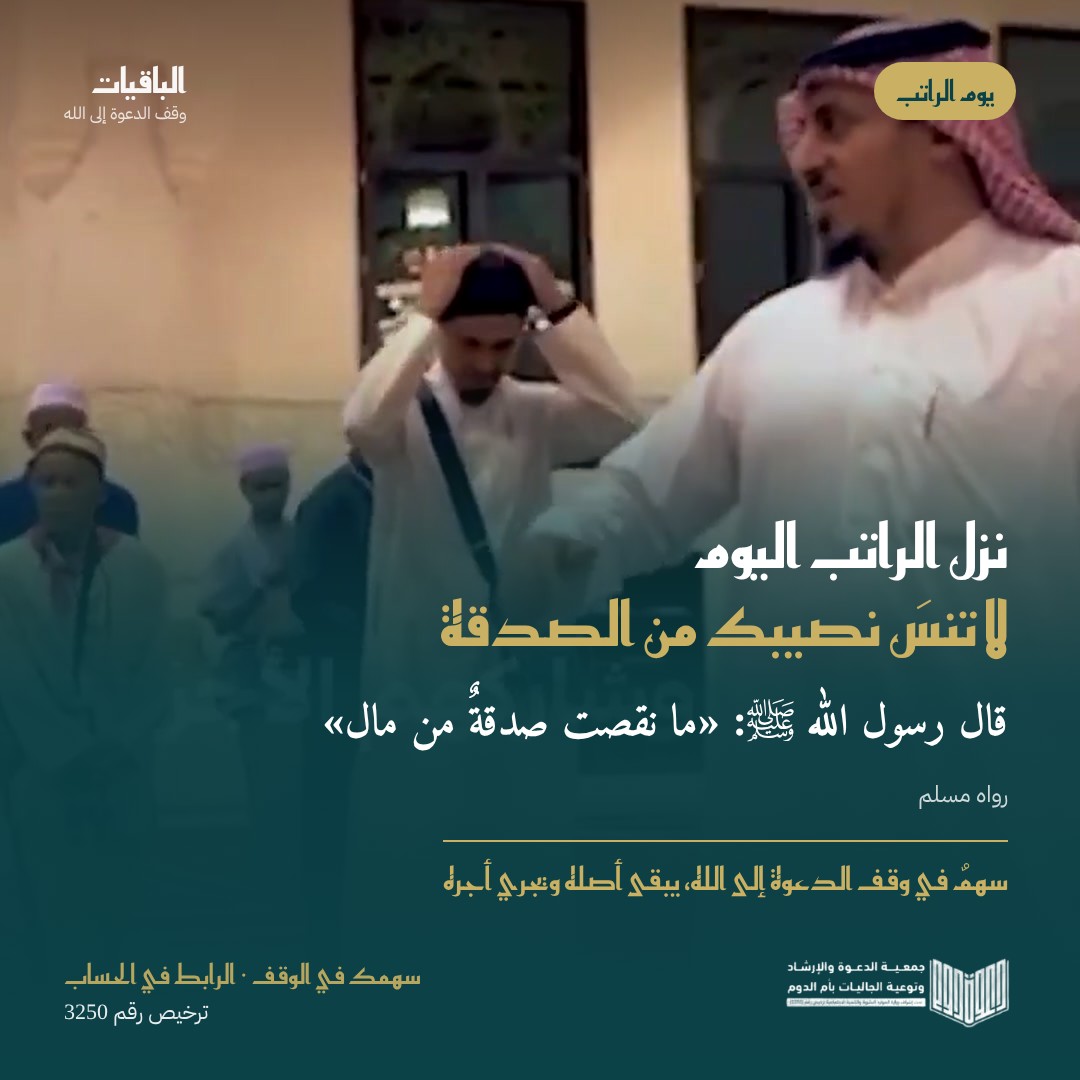 الباقيات
وقف الدعوة إلى الله
يوم الراتب
نزل الراتب اليوم
لا تنسَ نصيبك من الصدقة
قال رسول الله ﷺ: «ما نقصت صدقةٌ من مال»
رواه مسلم
سهمٌ في وقف الدعوة إلى الله، يبقى أصله ويجري أجره
جمعية الدعوة والإرشاد
وتوعية الجاليات بأم الدوم
سهمك في الوقف · الرابط في الحساب
ترخيص رقم 3250